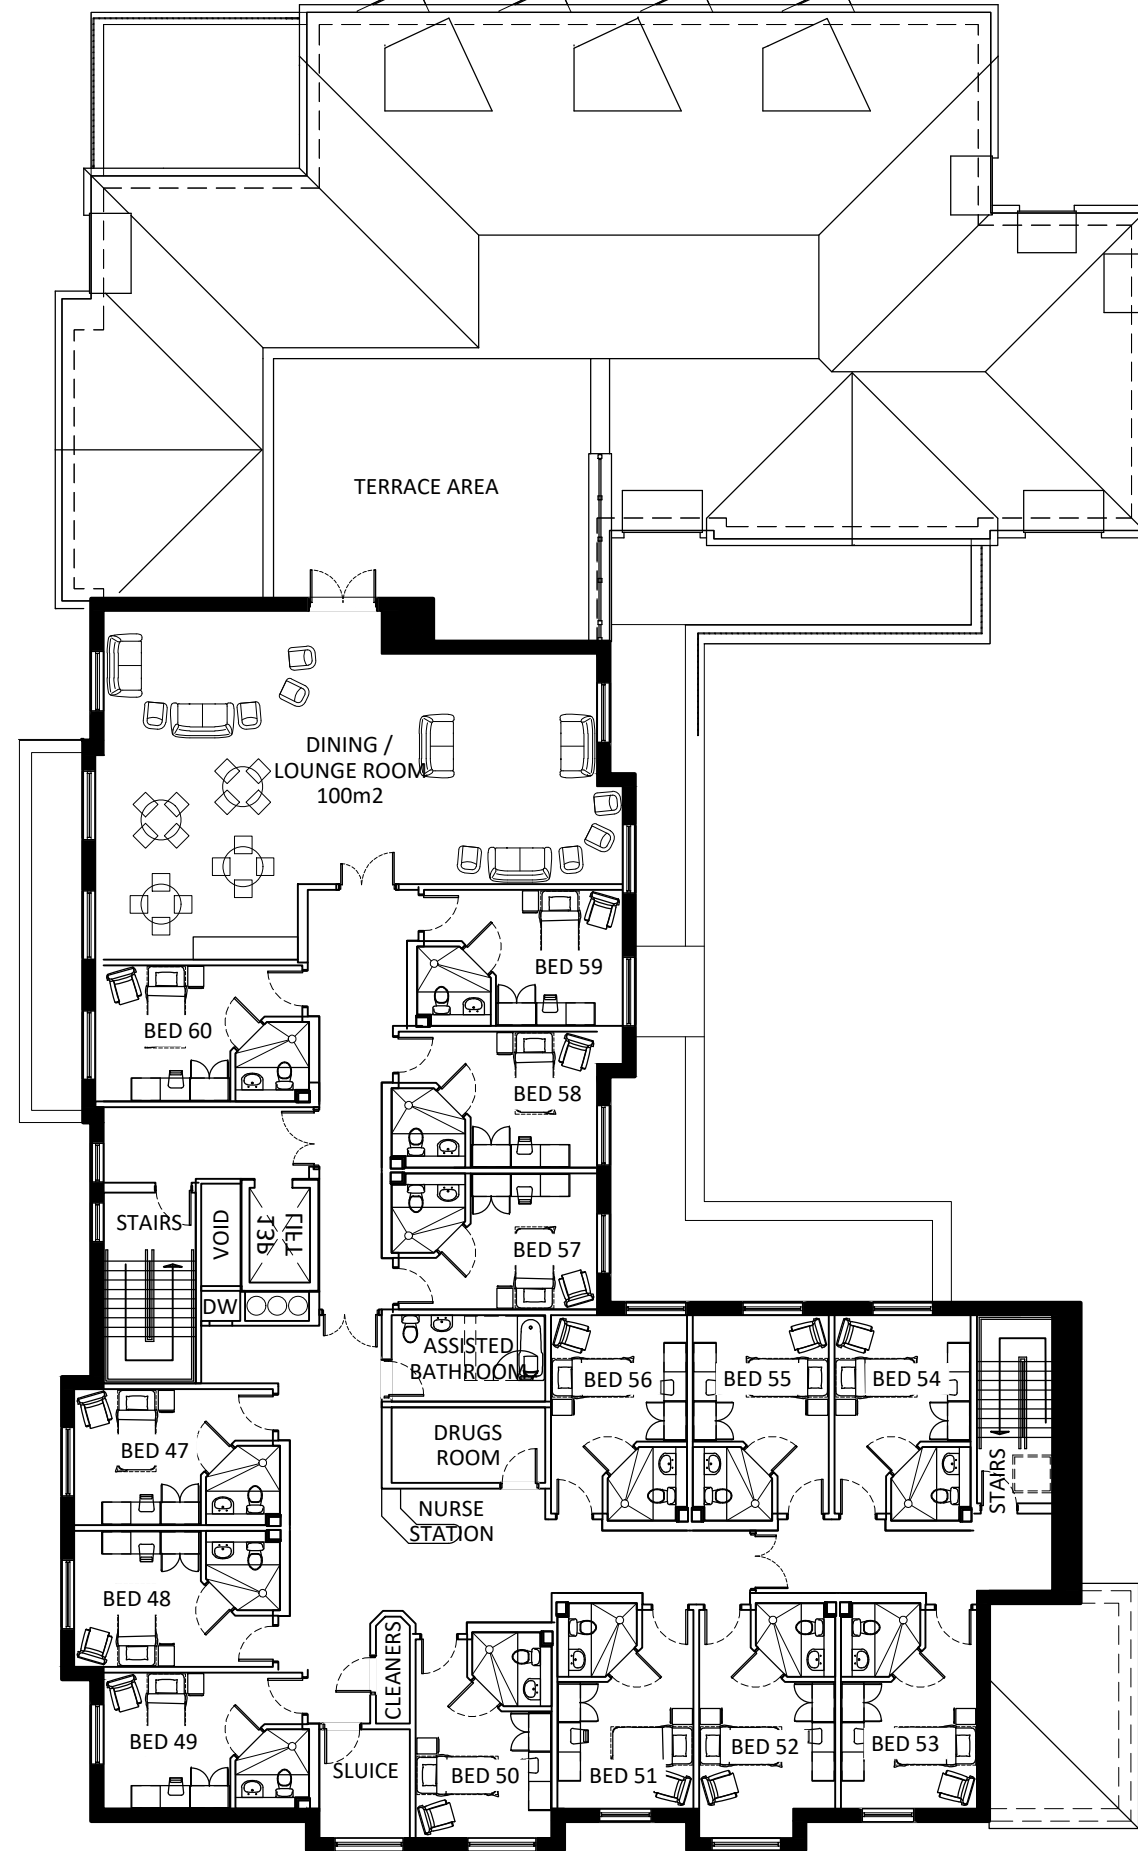 TERRACE AREA
DINING /
LOUNGE ROOM
100m2
BED 59
BED 60
BED 58
STAIRS
VOID
LIFT
13P
BED 57
DW
ASSISTED
BATHROOM
BED 56
BED 55
BED 54
BED 47
DRUGS
ROOM
STAIRS
NURSE
STATION
BED 48
CLEANERS
BED 49
SLUICE
BED 50
BED 51
BED 52
BED 53